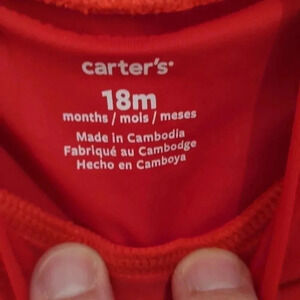 carter's
18m
months / mois / meses
Made in Cambodia
Fabriqué au Cambodge
Hecho en Camboya